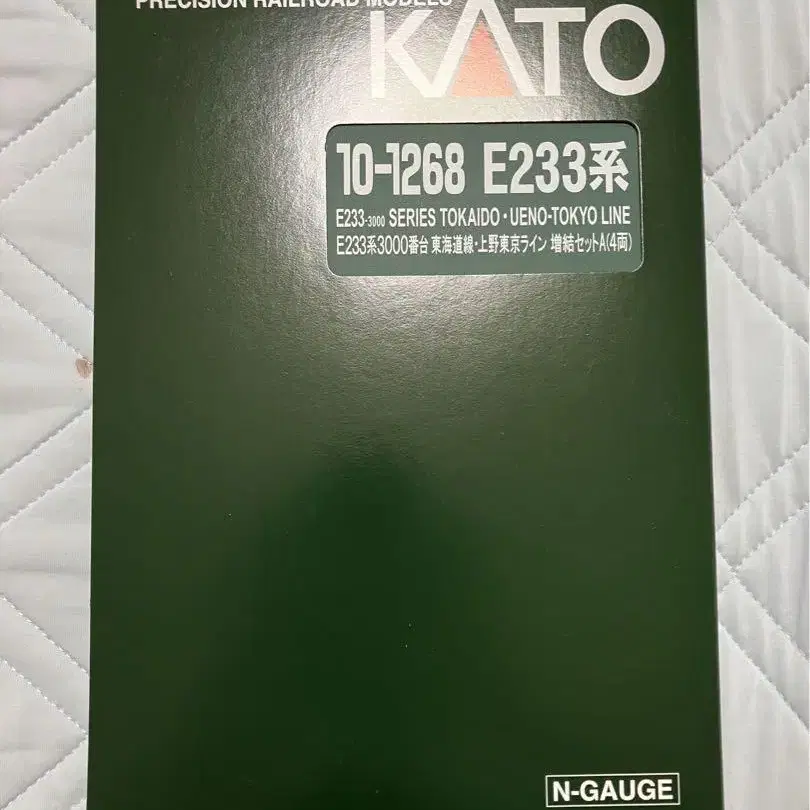 PRECISION RAILROAD MODELS
KATO
10-1268 E233系
E233-3000 SERIES TOKAIDO・UENO-TOKYO LINE
E233系3000番台 東海道線・上野東京ライン 増結セットA(4両)
N-GAUGE